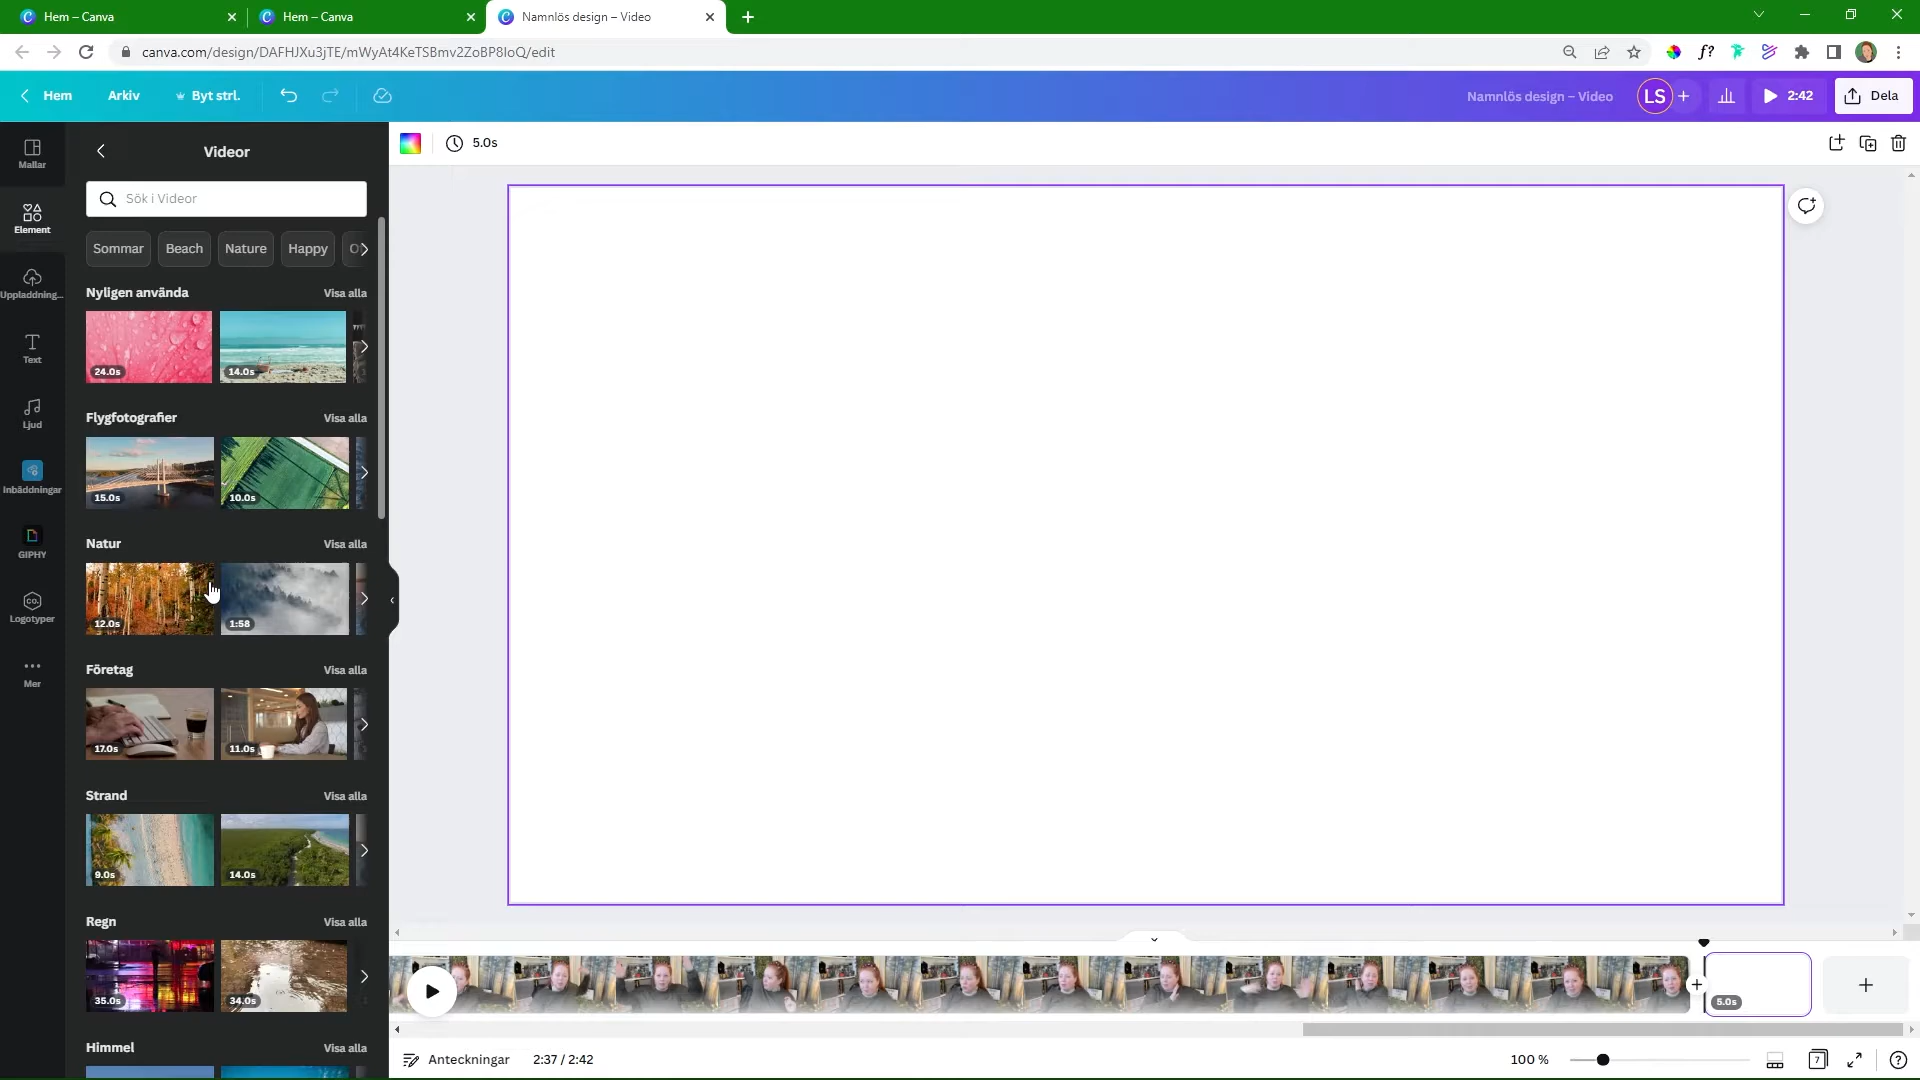 Hem – Canva
Hem – Canva
Namnlös design – Video
canva.com/design/DAFHJXu3jTE/mWyAt4KeTSBmv2ZoBP8IoQ/edit
Hem
Arkiv
Byt strl.
Namnlös design – Video
LS
2:42
Dela
Mallar
Element
Uppladdning...
Text
Ljud
Inbäddningar
GIPHY
CO.
Logotyper
Mer
Videor
Sök i Videor
Sommar
Beach
Nature
Happy
Nyligen använda
Visa alla
24.0s
14.0s
Flygfotografier
Visa alla
15.0s
10.0s
Natur
Visa alla
12.0s
1:58
Företag
Visa alla
17.0s
11.0s
Strand
Visa alla
9.0s
14.0s
Regn
Visa alla
35.0s
34.0s
Himmel
Visa alla
5.0s
5.0s
Anteckningar
2:37 / 2:42
100 %
7